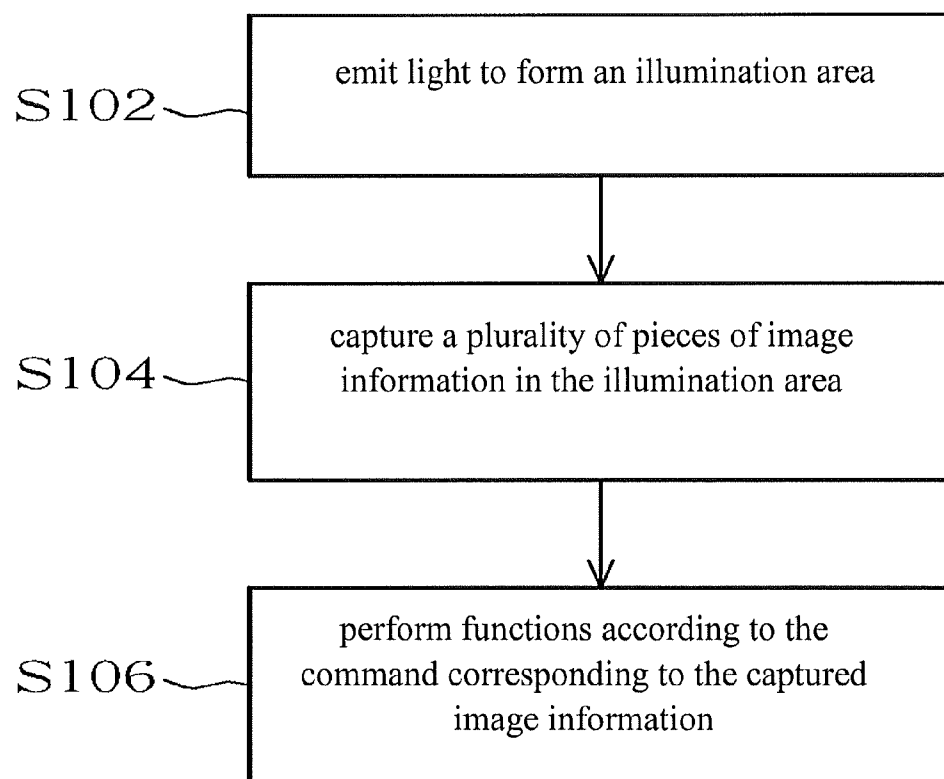 S102
emit light to form an illumination area
S104
capture a plurality of pieces of image
information in the illumination area
S106
perform functions according to the
command corresponding to the captured
image information